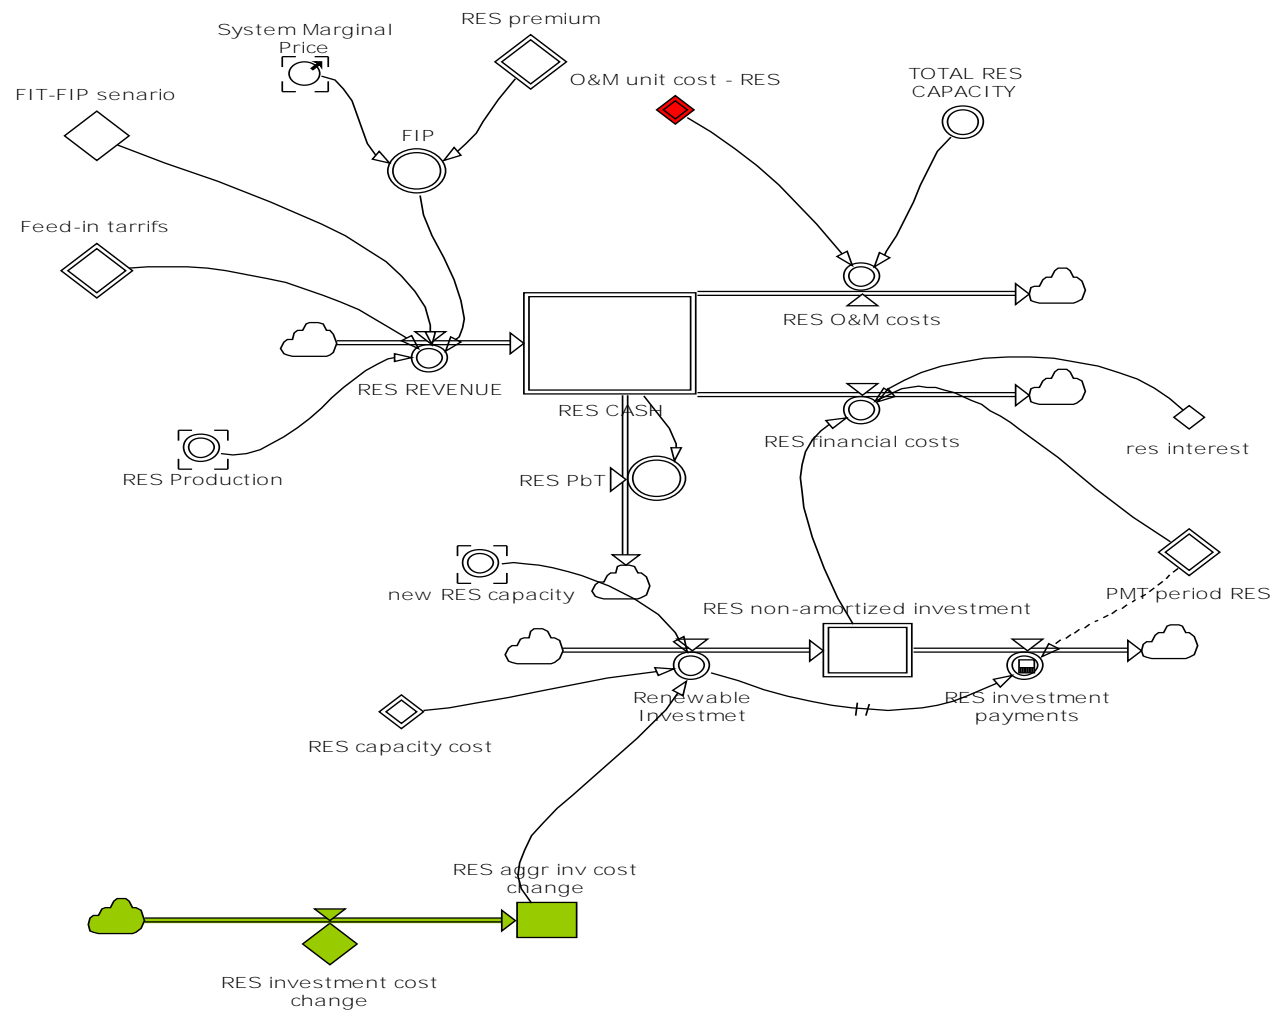 RES premium
System Marginal
Price
O&M unit cost - RES
TOTAL RES
CAPACITY
FIT-FIP senario
FIP
Feed-in tarrifs
RES O&M costs
RES REVENUE
RES CASH
RES financial costs
res interest
RES Production
RES PbT
new RES capacity
PMT period RES
RES non-amortized investment
Renewable
Investmet
RES investment
payments
RES capacity cost
RES aggr inv cost
change
RES investment cost
change